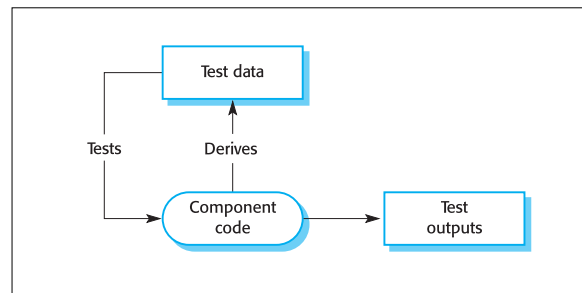 Test data
Tests
Derives
Component
code
Test
outputs